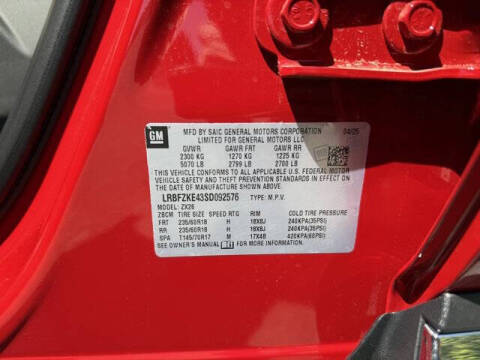 GM
MFD BY SAIC GENERAL MOTORS CORPORATION 04/25
LIMITED FOR GENERAL MOTORS LLC
GVWR GAWR FRT GAWR RR
2300 KG 1270 KG 1225 KG
5070 LB 2799 LB 2700 LB
THIS VEHICLE CONFORMS TO ALL APPLICABLE U.S. FEDERAL
MOTOR VEHICLE SAFETY, BUMPER, AND THEFT
PREVENTION STANDARDS IN EFFECT ON THE DATE OF
MANUFACTURE SHOWN ABOVE.
LRBFZKE43SD092576 TYPE: M.P.V.
MODEL: ZX26
ZBCM TIRE SIZE SPEED RTG RIM COLD TIRE PRESSURE
FRT 235/60R18 H 18X8J 240KPA(35PSI)
RR 235/60R18 H 18X8J 240KPA(35PSI)
SPA T145/70R17 M 17X4B 420KPA(60PSI)
SEE OWNER'S MANUAL FOR MORE INFORMATION.